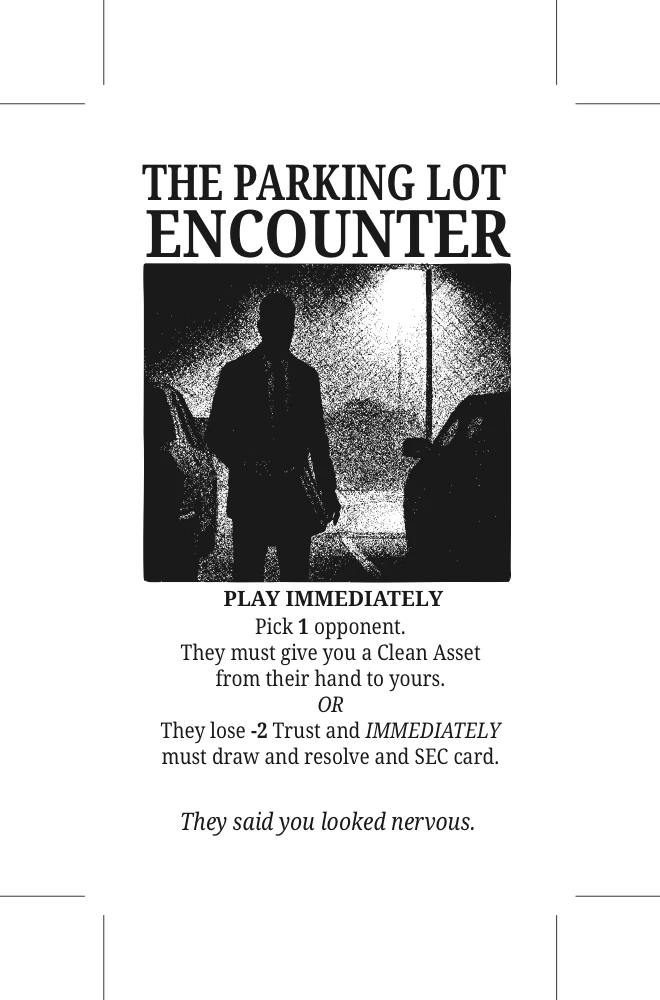 THE PARKING LOT
ENCOUNTER
PLAY IMMEDIATELY
Pick 1 opponent.
They must give you a Clean Asset
from their hand to yours.
OR
They lose -2 Trust and IMMEDIATELY
must draw and resolve and SEC card.
They said you looked nervous.